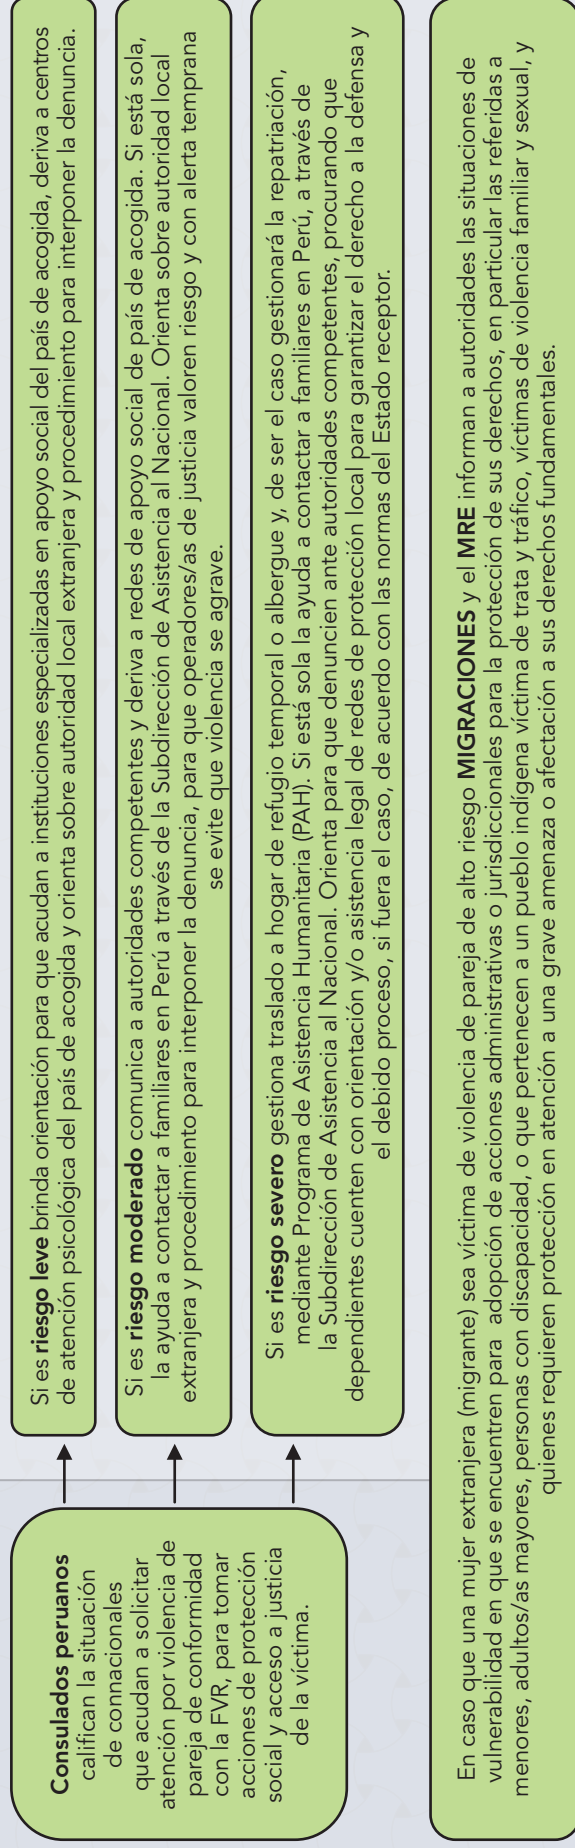 Consulados peruanos
califican la situación
de connacionales
que acudan a solicitar
atención por violencia de
pareja de conformidad
con la FVR, para tomar
acciones de protección
social y acceso a justicia
de la víctima.
Si es riesgo leve brinda orientación para que acudan a instituciones especializadas en apoyo social del país de acogida, deriva a centros
de atención psicológica del país de acogida y orienta sobre autoridad local extranjera y procedimiento para interponer la denuncia.
Si es riesgo moderado comunica a autoridades competentes y deriva a redes de apoyo social de país de acogida. Si está sola,
la ayuda a contactar a familiares en Perú a través de la Subdirección de Asistencia al Nacional. Orienta sobre autoridad local
extranjera y procedimiento para interponer la denuncia, para que operadores/as de justicia valoren riesgo y con alerta temprana
se evite que violencia se agrave.
Si es riesgo severo gestiona traslado a hogar de refugio temporal o albergue y, de ser el caso gestionará la repatriación,
mediante Programa de Asistencia Humanitaria (PAH). Si está sola la ayuda a contactar a familiares en Perú, a través de
la Subdirección de Asistencia al Nacional. Orienta para que denuncien ante autoridades competentes, procurando que
dependientes cuenten con orientación y/o asistencia legal de redes de protección local para garantizar el derecho a la defensa y
el debido proceso, si fuera el caso, de acuerdo con las normas del Estado receptor.
En caso que una mujer extranjera (migrante) sea víctima de violencia de pareja de alto riesgo MIGRACIONES y el MRE informan a autoridades las situaciones de
vulnerabilidad en que se encuentren para adopción de acciones administrativas o jurisdiccionales para la protección de sus derechos, en particular las referidas a
menores, adultos/as mayores, personas con discapacidad, o que pertenecen a un pueblo indígena víctima de trata y tráfico, víctimas de violencia familiar y sexual, y
quienes requieren protección en atención a una grave amenaza o afectación a sus derechos fundamentales.